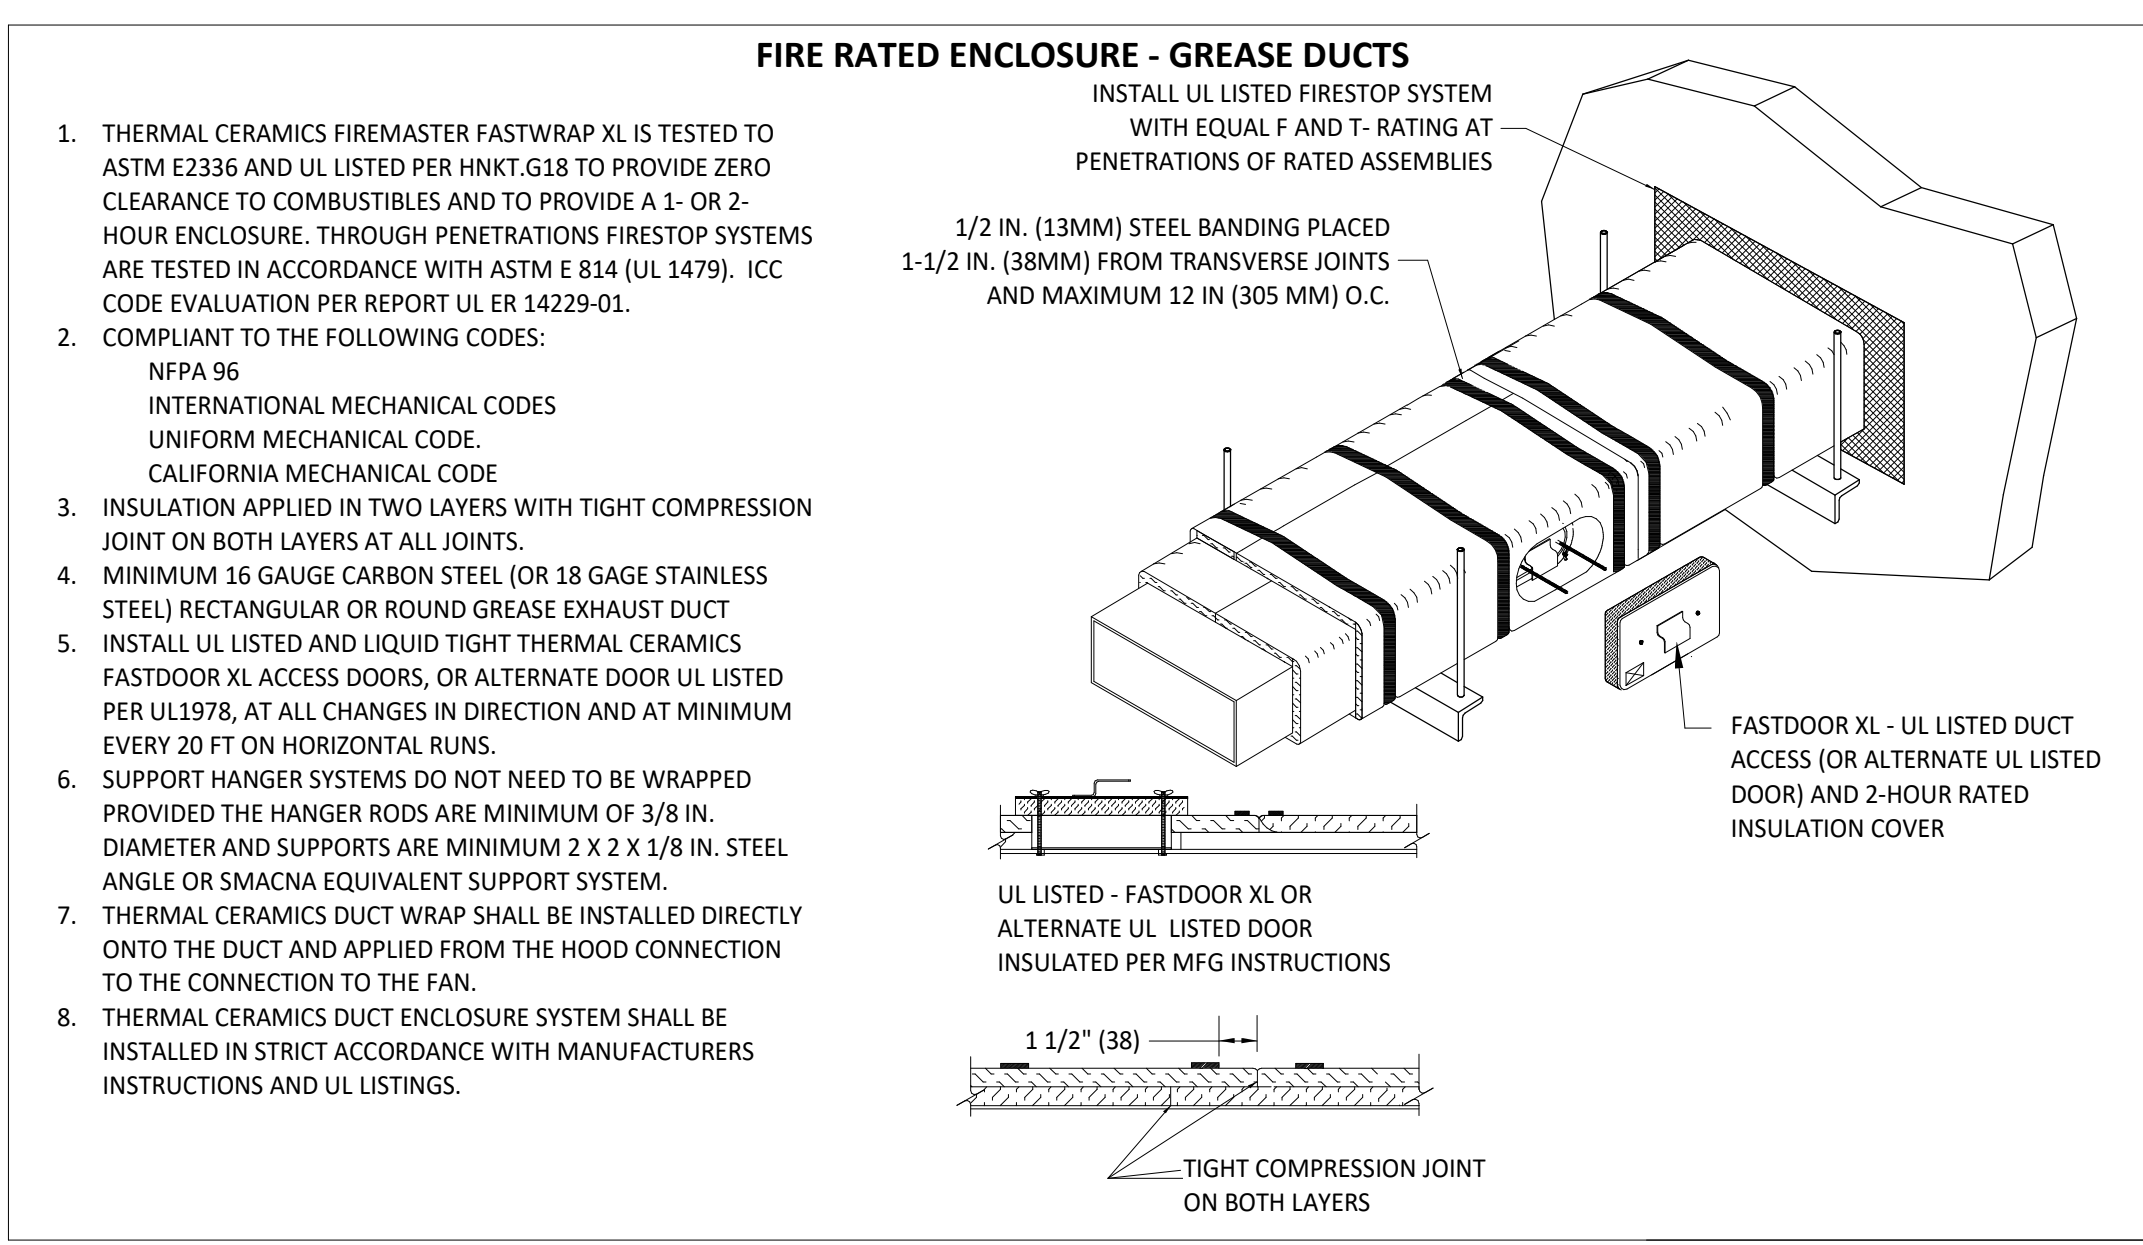 FIRE RATED ENCLOSURE - GREASE DUCTS
1. THERMAL CERAMICS FIREMASTER FASTWRAP XL IS TESTED TO
ASTM E2336 AND UL LISTED PER HNKT.G18 TO PROVIDE ZERO
CLEARANCE TO COMBUSTIBLES AND TO PROVIDE A 1- OR 2-
HOUR ENCLOSURE. THROUGH PENETRATIONS FIRESTOP SYSTEMS
ARE TESTED IN ACCORDANCE WITH ASTM E 814 (UL 1479). ICC
CODE EVALUATION PER REPORT UL ER 14229-01.
2. COMPLIANT TO THE FOLLOWING CODES:
NFPA 96
INTERNATIONAL MECHANICAL CODES
UNIFORM MECHANICAL CODE.
CALIFORNIA MECHANICAL CODE
3. INSULATION APPLIED IN TWO LAYERS WITH TIGHT COMPRESSION
JOINT ON BOTH LAYERS AT ALL JOINTS.
4. MINIMUM 16 GAUGE CARBON STEEL (OR 18 GAGE STAINLESS
STEEL) RECTANGULAR OR ROUND GREASE EXHAUST DUCT
5. INSTALL UL LISTED AND LIQUID TIGHT THERMAL CERAMICS
FASTDOOR XL ACCESS DOORS, OR ALTERNATE DOOR UL LISTED
PER UL1978, AT ALL CHANGES IN DIRECTION AND AT MINIMUM
EVERY 20 FT ON HORIZONTAL RUNS.
6. SUPPORT HANGER SYSTEMS DO NOT NEED TO BE WRAPPED
PROVIDED THE HANGER RODS ARE MINIMUM OF 3/8 IN.
DIAMETER AND SUPPORTS ARE MINIMUM 2 X 2 X 1/8 IN. STEEL
ANGLE OR SMACNA EQUIVALENT SUPPORT SYSTEM.
7. THERMAL CERAMICS DUCT WRAP SHALL BE INSTALLED DIRECTLY
ONTO THE DUCT AND APPLIED FROM THE HOOD CONNECTION
TO THE CONNECTION TO THE FAN.
8. THERMAL CERAMICS DUCT ENCLOSURE SYSTEM SHALL BE
INSTALLED IN STRICT ACCORDANCE WITH MANUFACTURERS
INSTRUCTIONS AND UL LISTINGS.
INSTALL UL LISTED FIRESTOP SYSTEM
WITH EQUAL F AND T- RATING AT
PENETRATIONS OF RATED ASSEMBLIES
1/2 IN. (13MM) STEEL BANDING PLACED
1-1/2 IN. (38MM) FROM TRANSVERSE JOINTS
AND MAXIMUM 12 IN (305 MM) O.C.
FASTDOOR XL - UL LISTED DUCT
ACCESS (OR ALTERNATE UL LISTED
DOOR) AND 2-HOUR RATED
INSULATION COVER
UL LISTED - FASTDOOR XL OR
ALTERNATE UL LISTED DOOR
INSULATED PER MFG INSTRUCTIONS
1 1/2" (38)
TIGHT COMPRESSION JOINT
ON BOTH LAYERS